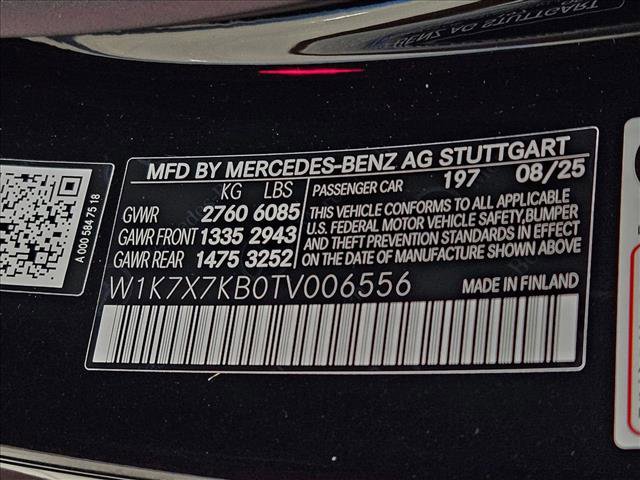 MFD BY MERCEDES-BENZ AG STUTTGART
KG LBS
GVWR 2760 6085
GAWR FRONT 1335 2943
GAWR REAR 1475 3252
PASSENGER CAR 197 08/25
THIS VEHICLE CONFORMS TO ALL APPLICABLE
U.S. FEDERAL MOTOR VEHICLE SAFETY,BUMPER
AND THEFT PREVENTION STANDARDS IN EFFECT
ON THE DATE OF MANUFACTURE SHOWN ABOVE.
W1K7X7KB0TV006556 MADE IN FINLAND
A 000 584 75 18